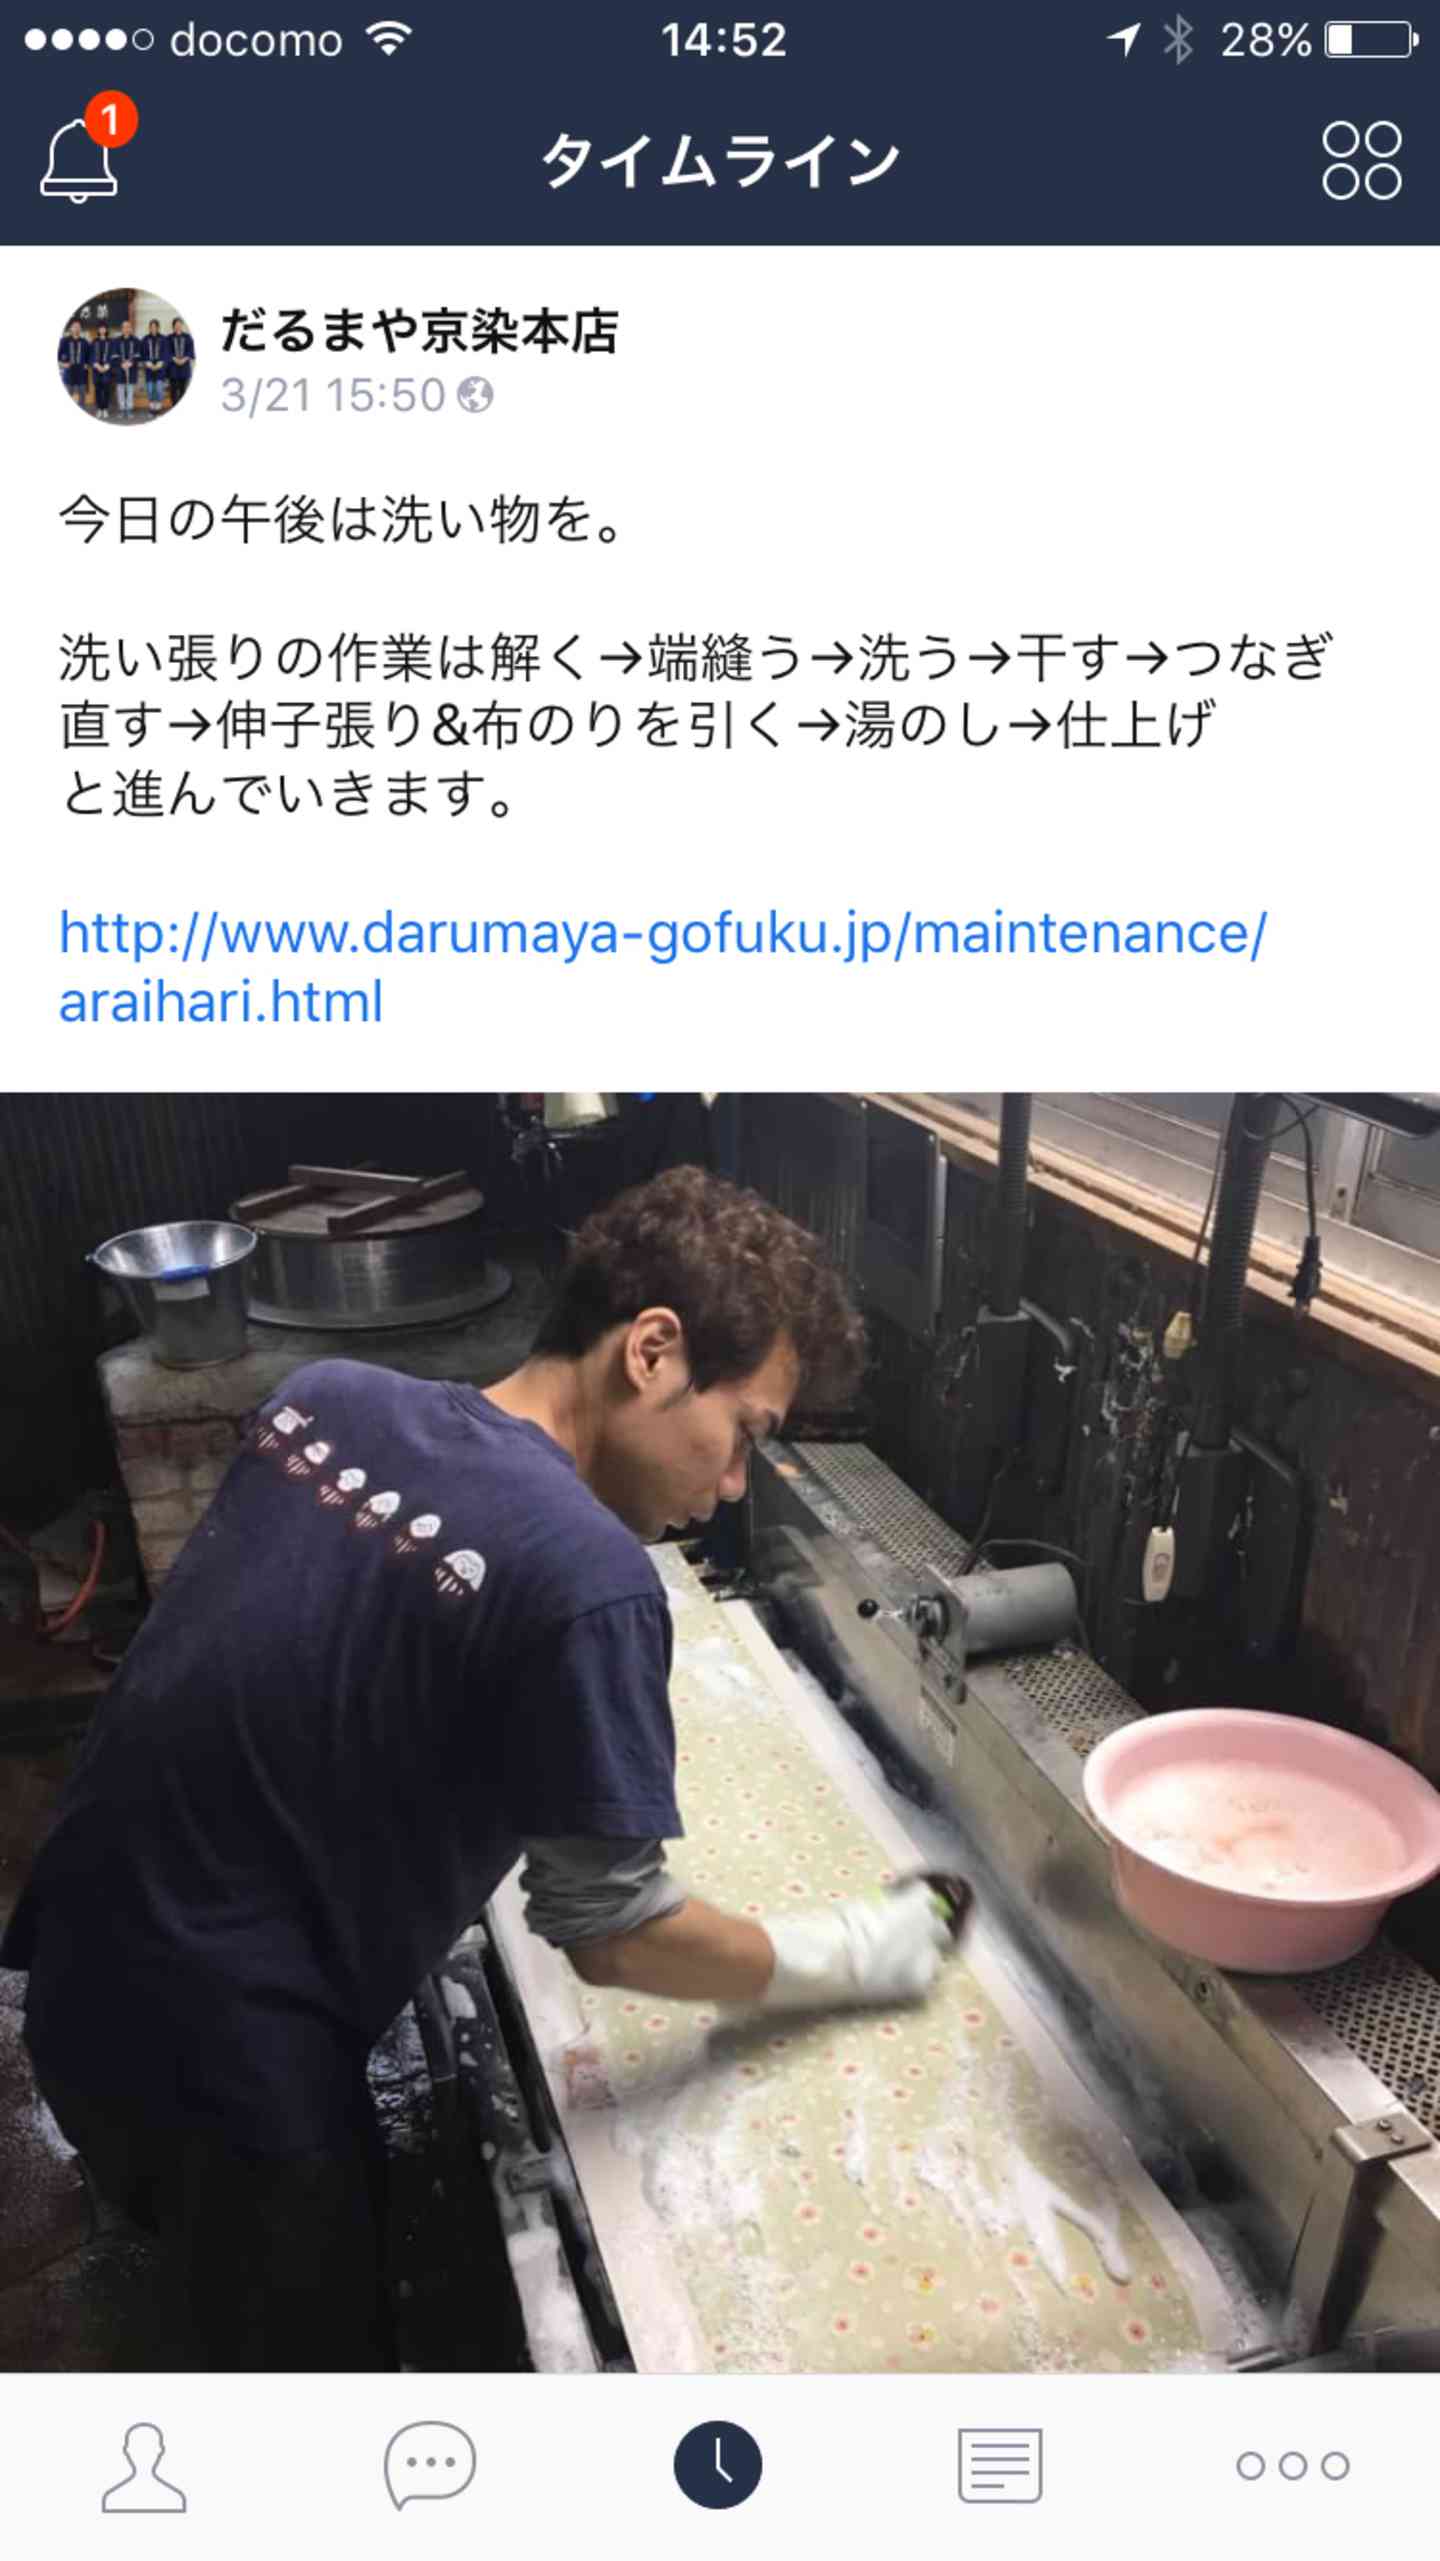 docomo 14:52 28%
1
タイムライン
だるまや京染本店
3/21 15:50
今日の午後は洗い物を。
洗い張りの作業は解く→端縫う→洗う→干す→つなぎ
直す→伸子張り&布のりを引く→湯のし→仕上げ
と進んでいきます。
http://www.darumaya-gofuku.jp/maintenance/
araihari.html